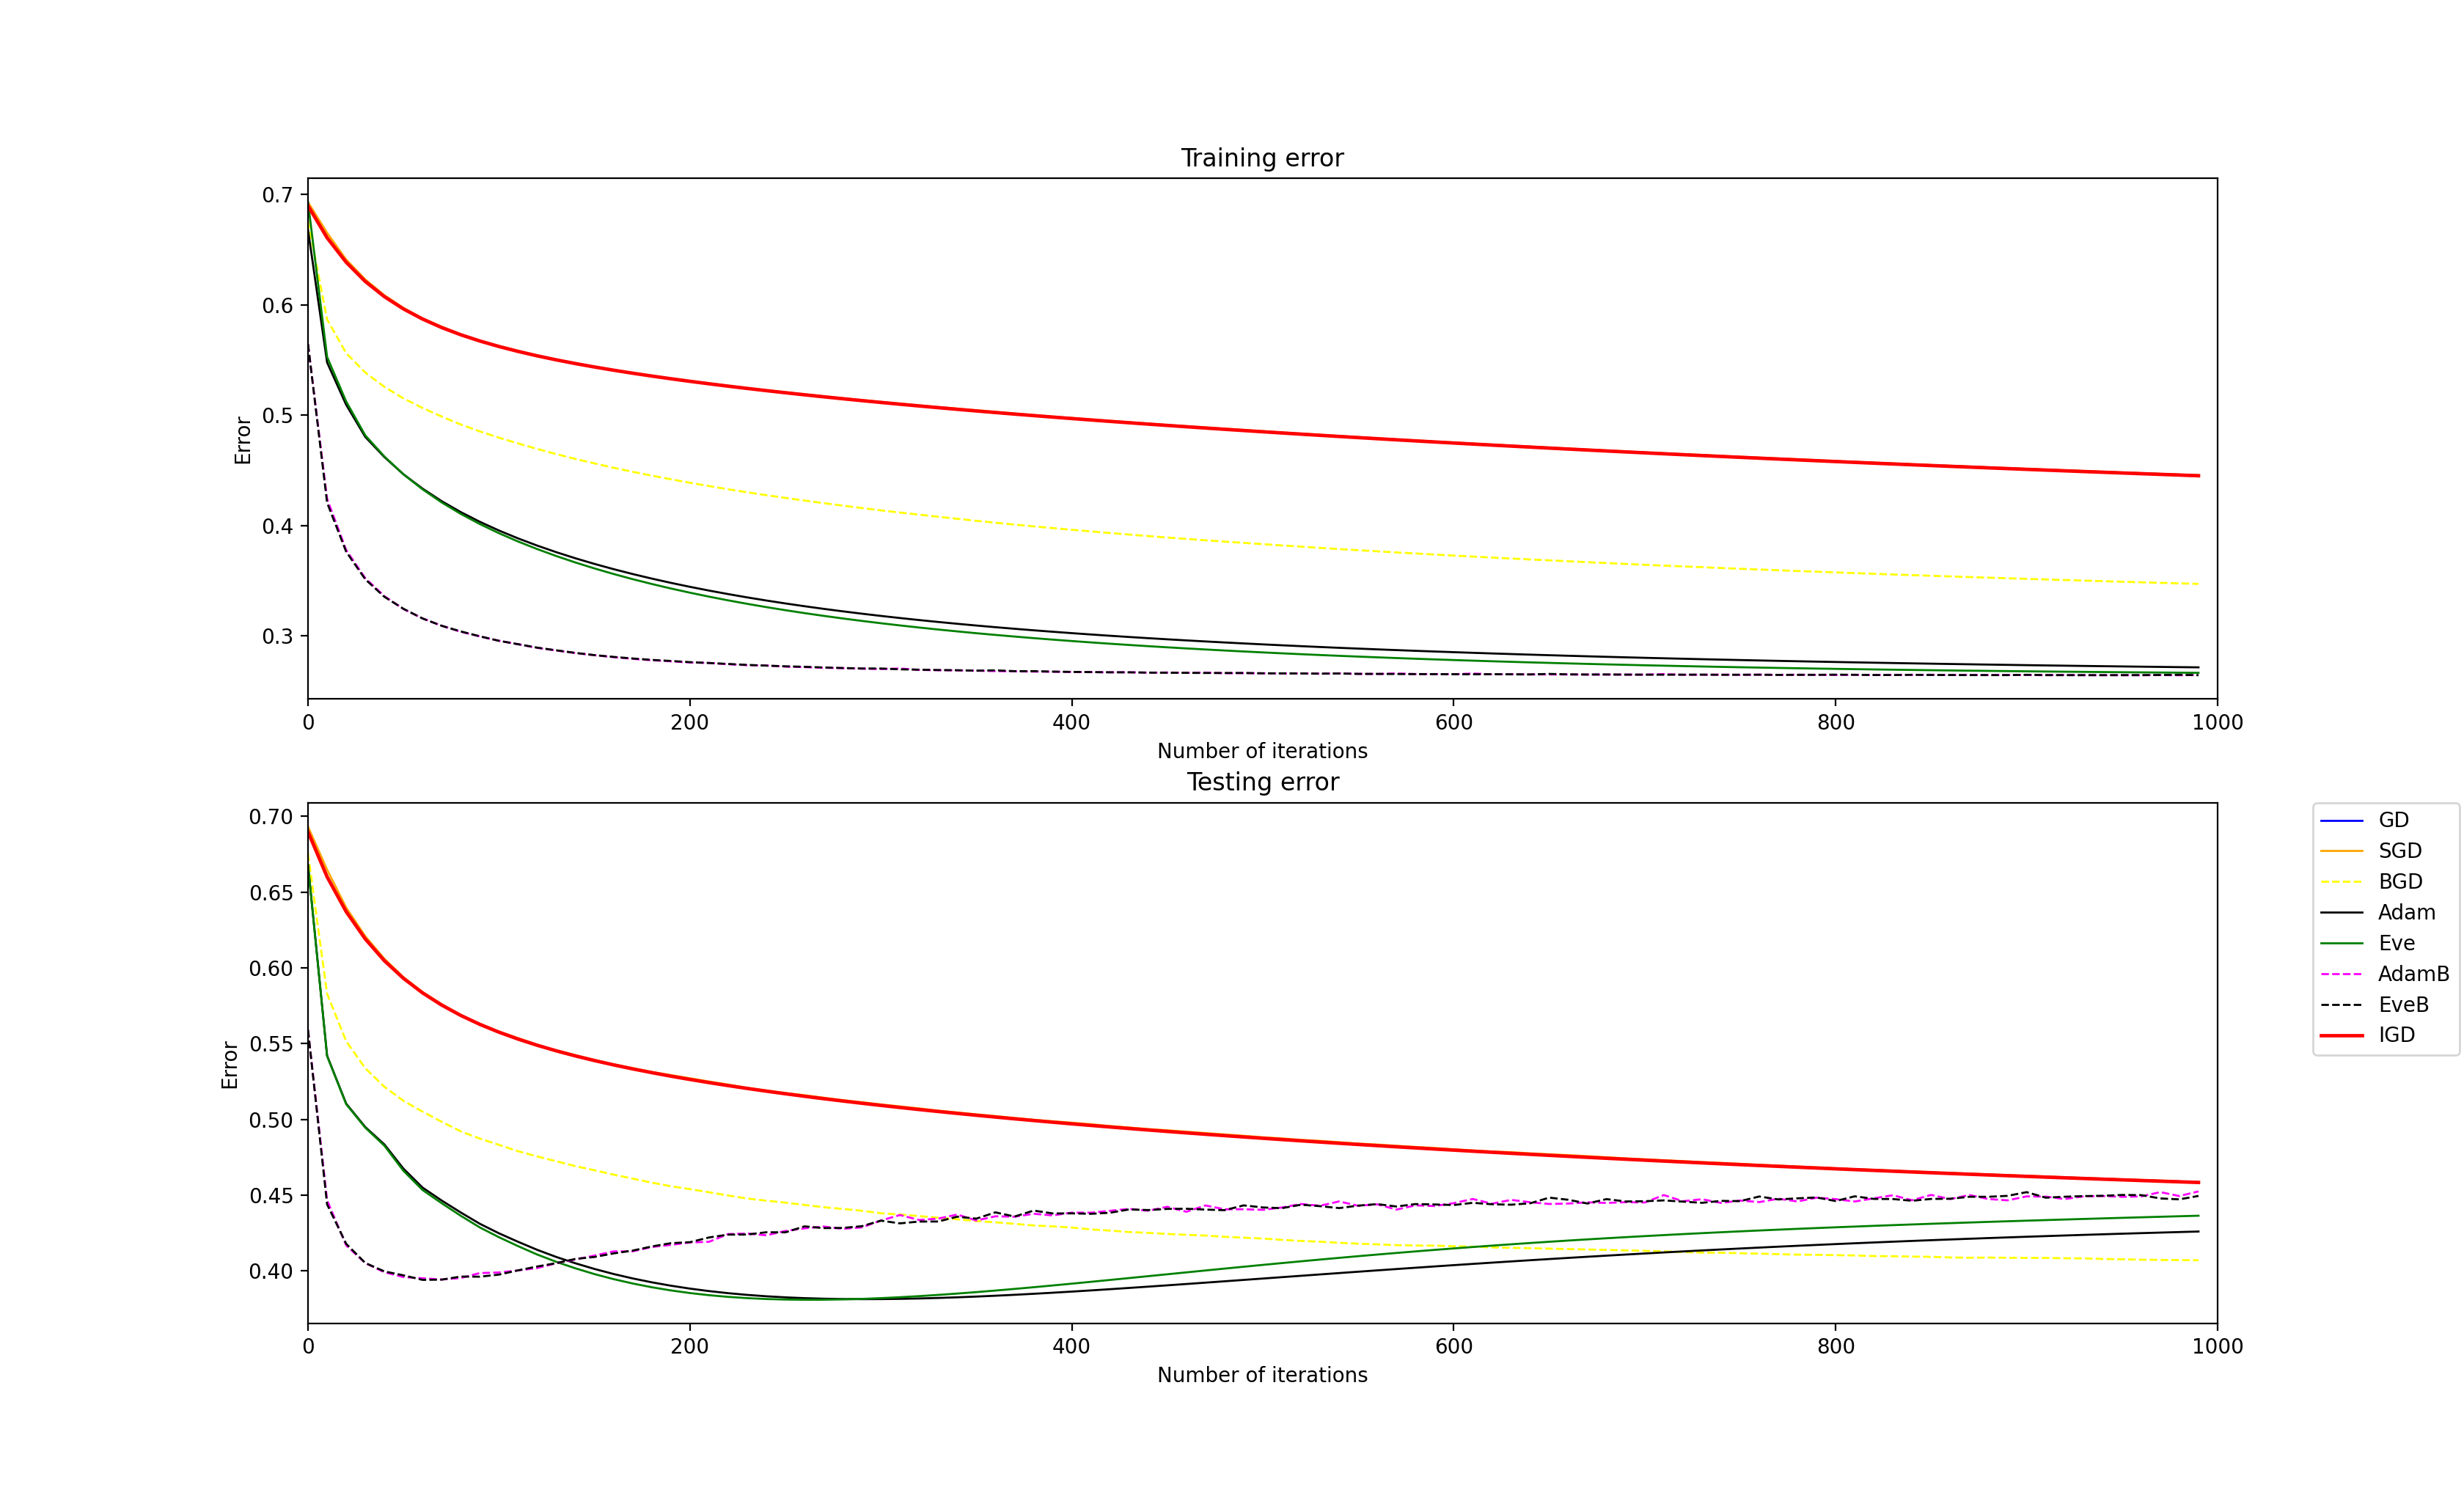 Training error
0.7
0.6
0.5
0.4
0.3
Error
0 200 400 600 800 1000
Number of iterations
Testing error
0.70
0.65
0.60
0.55
0.50
0.45
0.40
Error
0 200 400 600 800 1000
Number of iterations
GD
SGD
BGD
Adam
Eve
AdamB
EveB
IGD